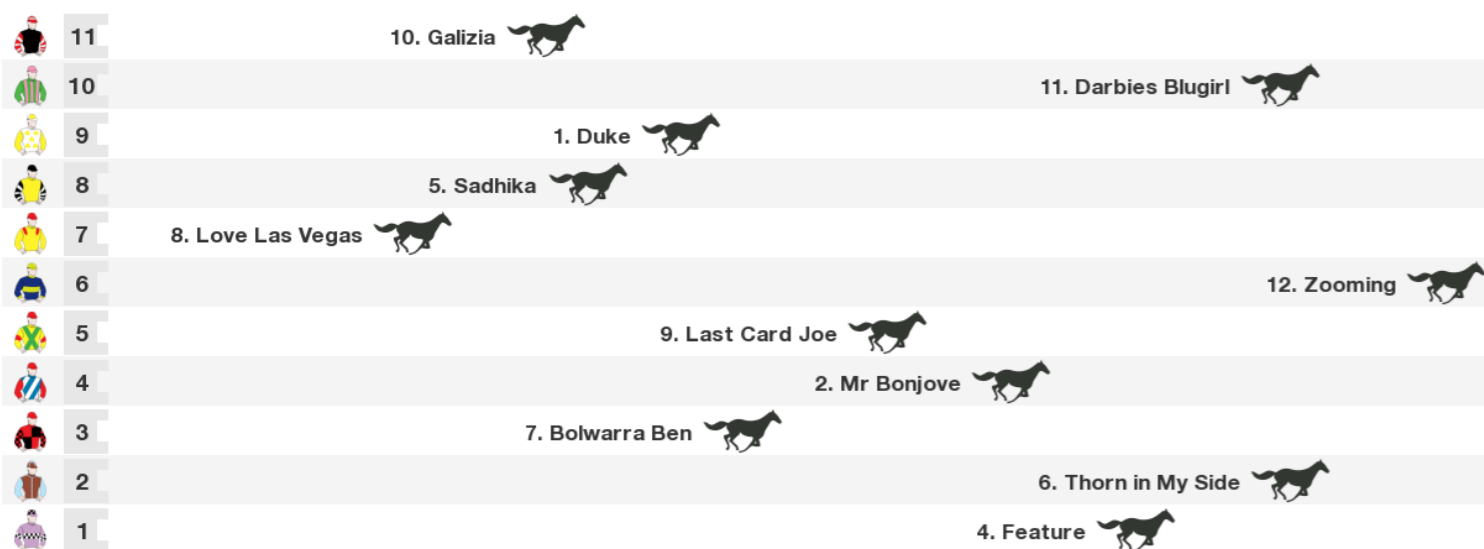 11 10. Galizia
10 11. Darbies Blugirl
9 1. Duke
8 5. Sadhika
7 8. Love Las Vegas
6 12. Zooming
5 9. Last Card Joe
4 2. Mr Bonjove
3 7. Bolwarra Ben
2 6. Thorn in My Side
1 4. Feature